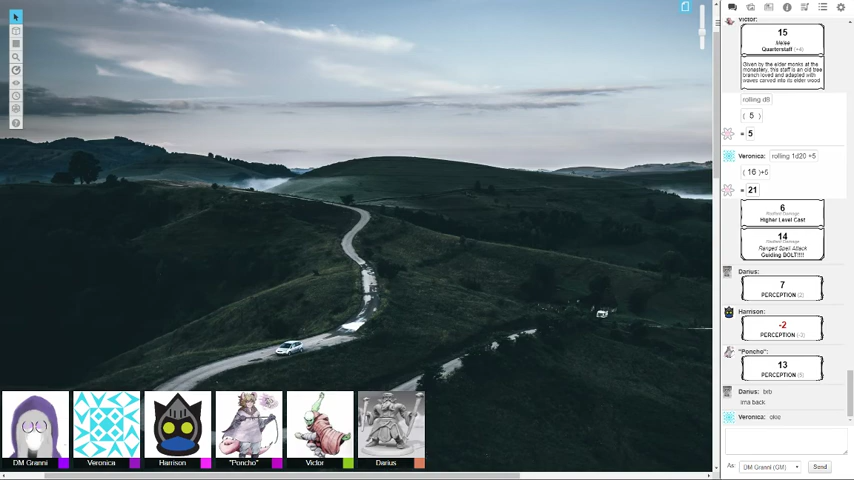 Victor:
15
Melee
Quarterstaff (+4)
Given by the elder monks at the
monastery, this staff is an old tree
branch loved and adapted with
waves carved into its elder wood.
rolling d8
( 5 )
= 5
Veronica: rolling 1d20 +5
( 16 )+5
= 21
6
Higher Level Cast
14
Ranged Spell Attack
Guiding BOLT!!!!
Darius:
7
PERCEPTION (2)
Harrison:
-2
PERCEPTION (-3)
"Poncho":
13
PERCEPTION (5)
Darius: brb
Ima back
Veronica: okie
DM Granni
Veronica
Harrison
"Poncho"
Victor
Darius
As: DM Granni (GM)
Send